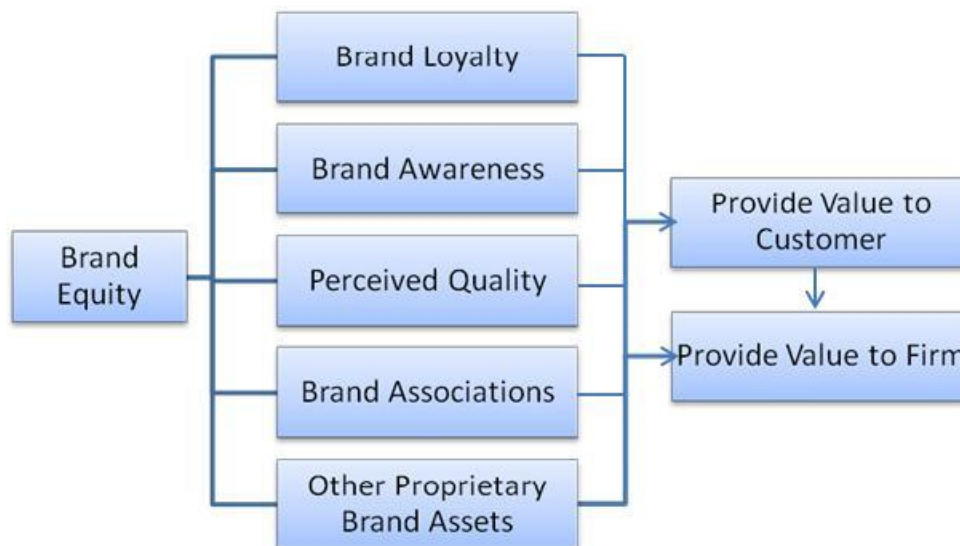 Brand
Equity
Brand Loyalty
Brand Awareness
Perceived Quality
Brand Associations
Other Proprietary
Brand Assets
Provide Value to
Customer
Provide Value to Firm